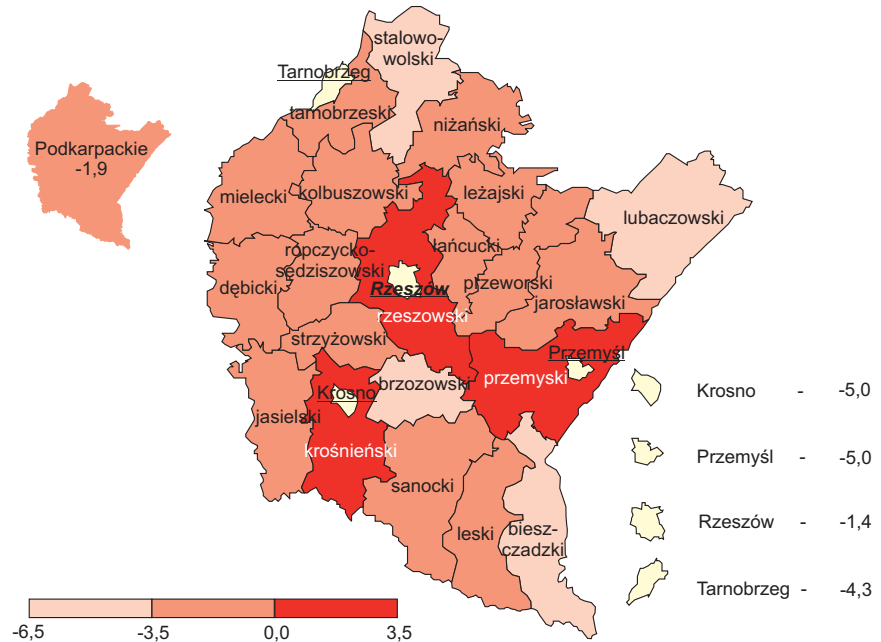 stalowo-
wolski
Tarnobrzeg
tarnobrzeski
niżański
Podkarpackie
-1,9
mielecki
kolbuszowski
leżajski
lubaczowski
ropczycko-
sędziszowski
łańcucki
dębicki
przeworski
jarosławski
Rzeszów
rzeszowski
strzyżowski
Przemyśl
brzozowski
przemyski
Krosno
jasielski
krośnieński
sanocki
leski
biesz-
czadzki
Krosno - -5,0
Przemyśl - -5,0
Rzeszów - -1,4
Tarnobrzeg - -4,3
-6,5 -3,5 0,0 3,5